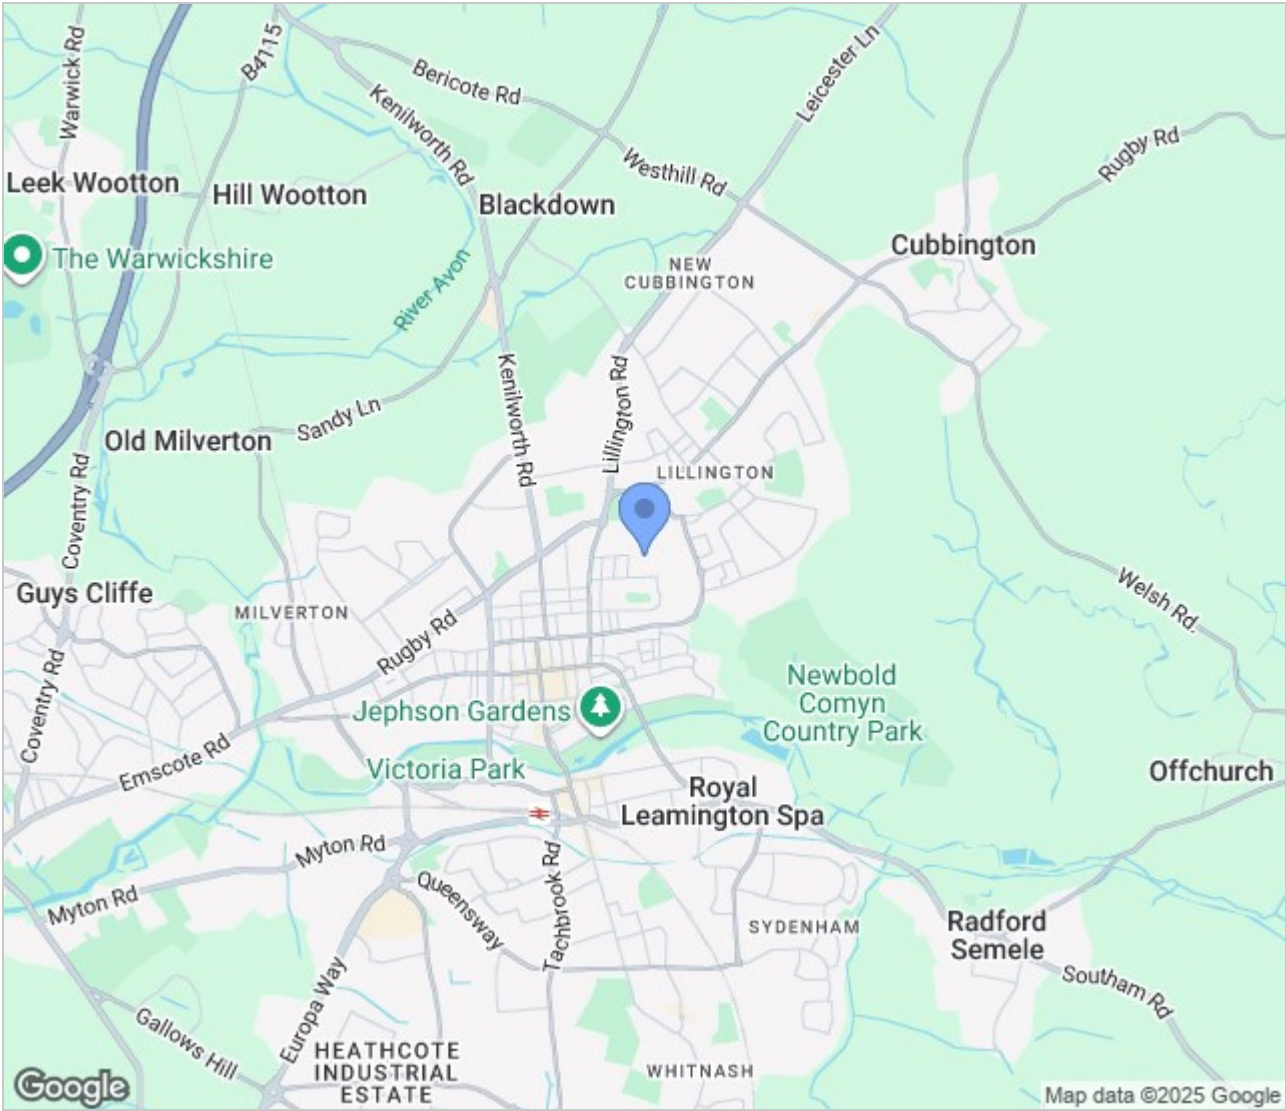 Warwick Rd
B4115
Bericote Rd
Leicester Ln
Kenilworth Rd
Westhill Rd
Rugby Rd
Leek Wootton
Hill Wootton
Blackdown
The Warwickshire
River Avon
NEW
CUBBINGTON
Cubbington
Kenilworth Rd
Lillington Rd
Sandy Ln
Old Milverton
LILLINGTON
Coventry Rd
Guys Cliffe
MILVERTON
Welsh Rd.
Rugby Rd
Coventry Rd
Newbold
Comyn
Country Park
Jephson Gardens
Emscote Rd
Victoria Park
Offchurch
Royal
Leamington Spa
Myton Rd
Myton Rd
Queensway
Tachbrook Rd
SYDENHAM
Radford
Semele
Southam Rd
Europa Way
Gallows Hill
HEATHCOTE
INDUSTRIAL
ESTATE
WHITNASH
Google
Map data ©2025 Google